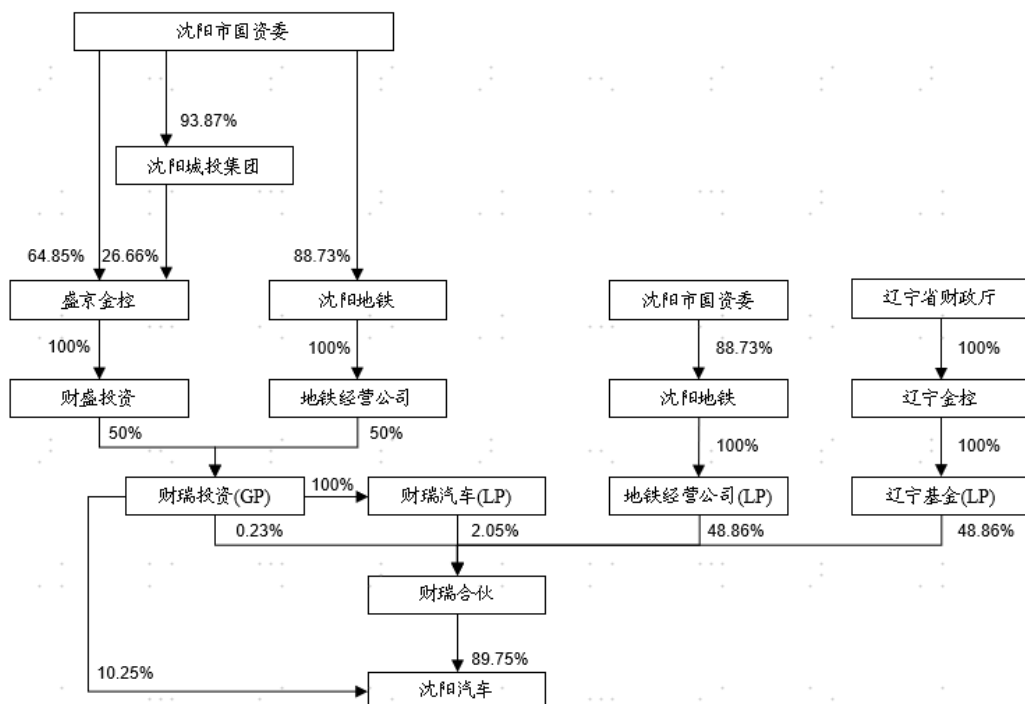 沈阳市国资委
93.87%
沈阳城投集团
64.85%
26.66%
88.73%
盛京金控
沈阳地铁
沈阳市国资委
辽宁省财政厅
100%
100%
88.73%
100%
财盛投资
地铁经营公司
沈阳地铁
辽宁金控
50%
50%
100%
100%
财瑞投资(GP)
100%
财瑞汽车(LP)
地铁经营公司(LP)
辽宁基金(LP)
0.23%
2.05%
48.86%
48.86%
财瑞合伙
10.25%
89.75%
沈阳汽车